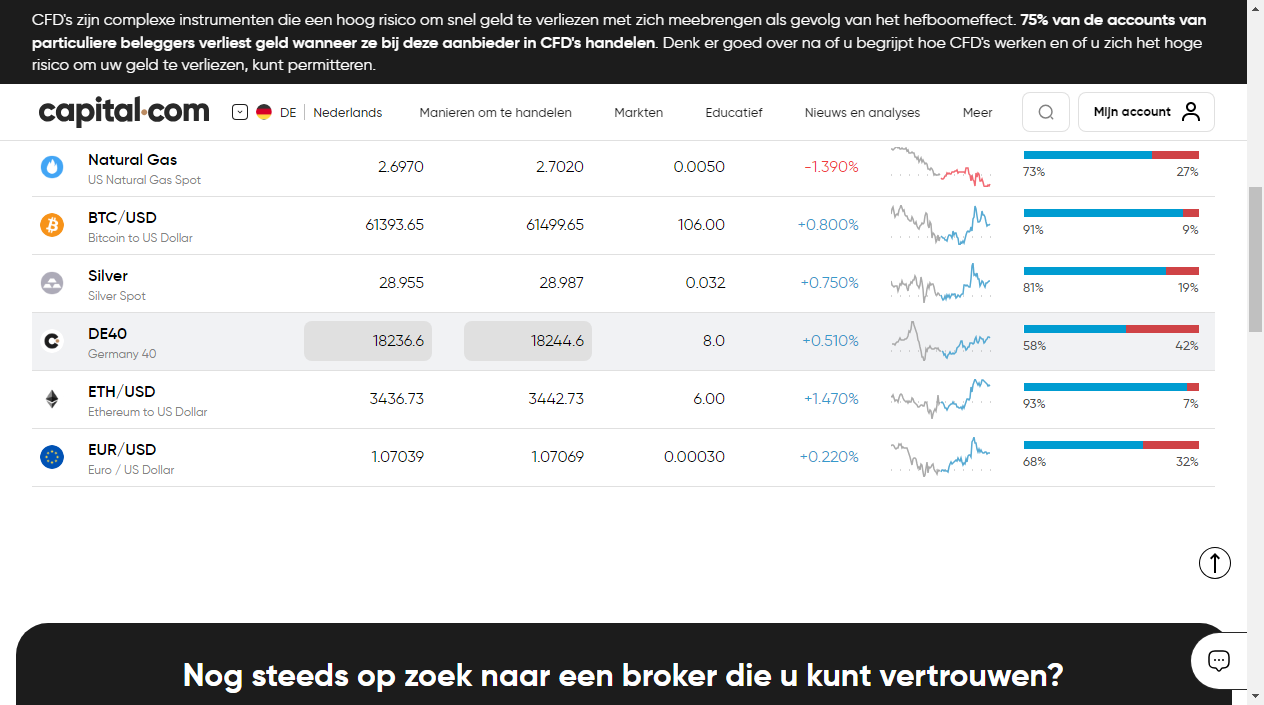 CFD's zijn complexe instrumenten die een hoog risico om snel geld te verliezen met zich meebrengen als gevolg van het hefboomeffect. 75% van de accounts van
particuliere beleggers verliest geld wanneer ze bij deze aanbieder in CFD's handelen. Denk er goed over na of u begrijpt hoe CFD's werken en of u zich het hoge
risico om uw geld te verliezen, kunt permitteren.
capital.com DE Nederlands Manieren om te handelen Markten Educatief Nieuws en analyses Meer Mijn account
Natural Gas 2.6970 2.7020 0.0050 -1.390%
US Natural Gas Spot 73% 27%
BTC/USD 61393.65 61499.65 106.00 +0.800%
Bitcoin to US Dollar 91% 9%
Silver 28.955 28.987 0.032 +0.750%
Silver Spot 81% 19%
DE40 18236.6 18244.6 8.0 +0.510%
Germany 40 58% 42%
ETH/USD 3436.73 3442.73 6.00 +1.470%
Ethereum to US Dollar 93% 7%
EUR/USD 1.07039 1.07069 0.00030 +0.220%
Euro / US Dollar 68% 32%
Nog steeds op zoek naar een broker die u kunt vertrouwen?